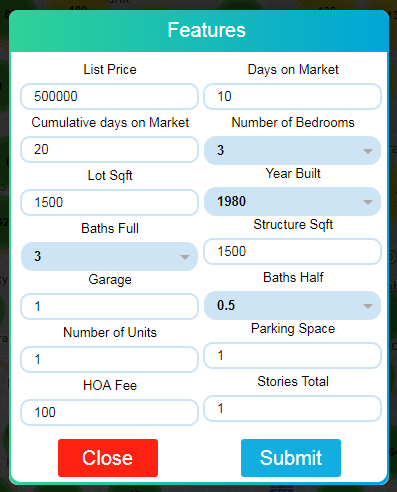 Features
List Price
500000
Days on Market
10
Cumulative days on Market
20
Number of Bedrooms
3
Lot Sqft
1500
Year Built
1980
Baths Full
3
Structure Sqft
1500
Garage
1
Baths Half
0.5
Number of Units
1
Parking Space
1
HOA Fee
100
Stories Total
1
Close
Submit